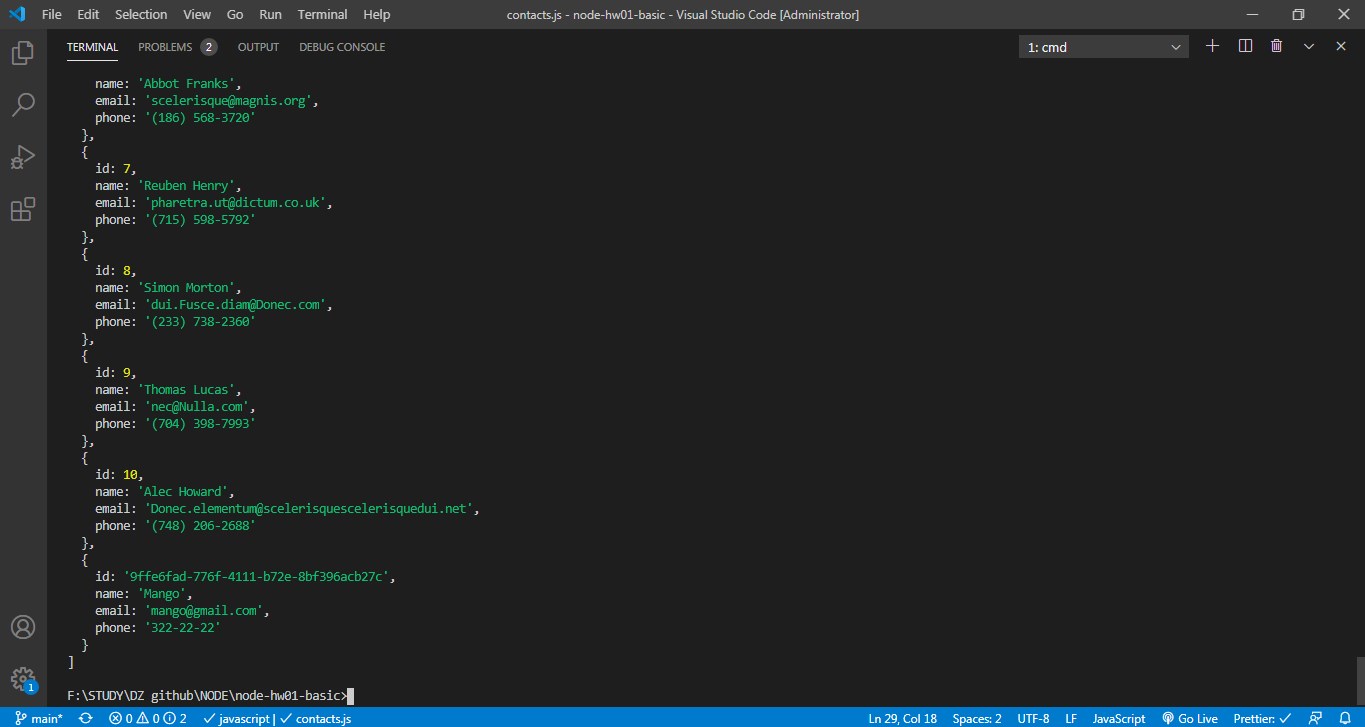 File Edit Selection View Go Run Terminal Help contacts.js - node-hw01-basic - Visual Studio Code [Administrator]
TERMINAL PROBLEMS 2 OUTPUT DEBUG CONSOLE 1: cmd
name: 'Abbot Franks',
email: 'scelerisque@magnis.org',
phone: '(186) 568-3720'
},
{
id: 7,
name: 'Reuben Henry',
email: 'pharetra.ut@dictum.co.uk',
phone: '(715) 598-5792'
},
{
id: 8,
name: 'Simon Morton',
email: 'dui.Fusce.diam@Donec.com',
phone: '(233) 738-2360'
},
{
id: 9,
name: 'Thomas Lucas',
email: 'nec@Nulla.com',
phone: '(704) 398-7993'
},
{
id: 10,
name: 'Alec Howard',
email: 'Donec.elementum@scelerisquescelerisquedui.net',
phone: '(748) 206-2688'
},
{
id: '9ffe6fad-776f-4111-b72e-8bf396acb27c',
name: 'Mango',
email: 'mango@gmail.com',
phone: '322-22-22'
}
]
F:\STUDY\DZ github\NODE\node-hw01-basic>
1
main* 0 0 2 javascript | contacts.js Ln 29, Col 18 Spaces: 2 UTF-8 LF JavaScript Go Live Prettier: